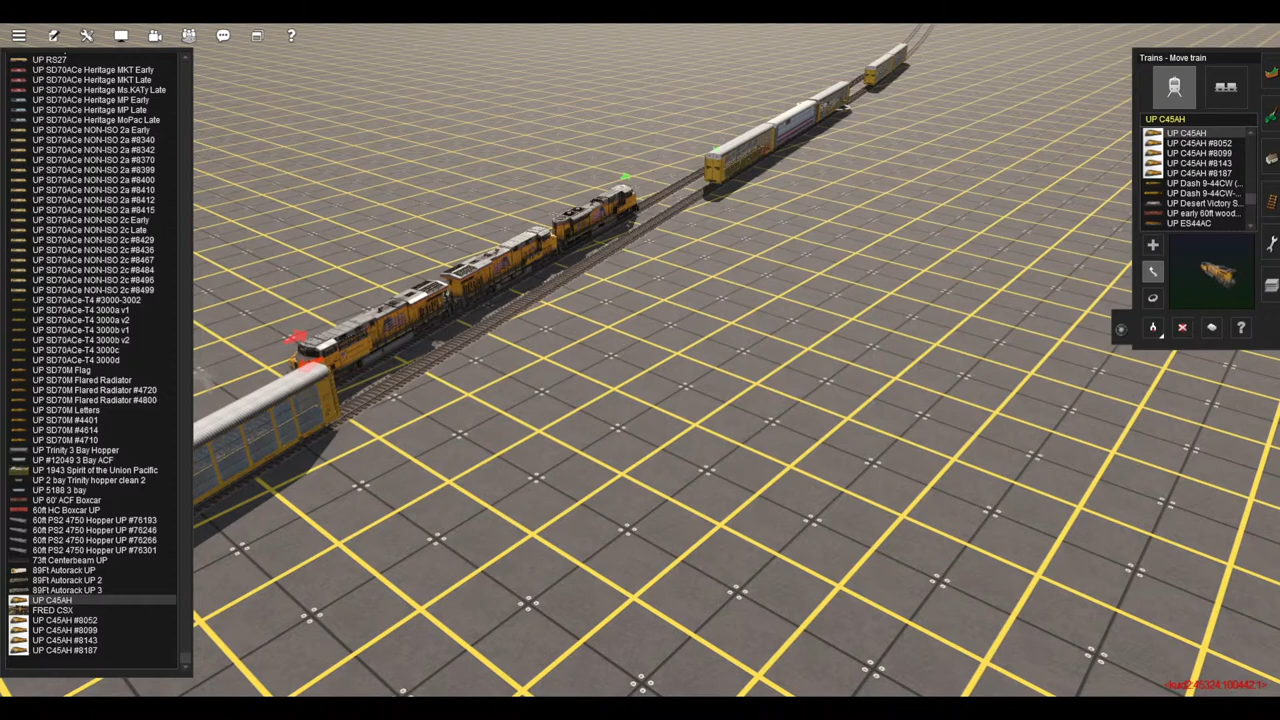 UP RS27
UP SD70ACe Heritage MKT Early
UP SD70ACe Heritage MKT Late
UP SD70ACe Heritage Ms.KATy Late
UP SD70ACe Heritage MP Early
UP SD70ACe Heritage MP Late
UP SD70ACe Heritage MoPac Late
UP SD70ACe NON-ISO 2a Early
UP SD70ACe NON-ISO 2a #8340
UP SD70ACe NON-ISO 2a #8342
UP SD70ACe NON-ISO 2a #8370
UP SD70ACe NON-ISO 2a #8399
UP SD70ACe NON-ISO 2a #8400
UP SD70ACe NON-ISO 2a #8410
UP SD70ACe NON-ISO 2a #8412
UP SD70ACe NON-ISO 2a #8415
UP SD70ACe NON-ISO 2c Early
UP SD70ACe NON-ISO 2c Late
UP SD70ACe NON-ISO 2c #8429
UP SD70ACe NON-ISO 2c #8436
UP SD70ACe NON-ISO 2c #8467
UP SD70ACe NON-ISO 2c #8484
UP SD70ACe NON-ISO 2c #8496
UP SD70ACe NON-ISO 2c #8499
UP SD70ACe-T4 #3000-3002
UP SD70ACe-T4 3000a v1
UP SD70ACe-T4 3000a v2
UP SD70ACe-T4 3000b v1
UP SD70ACe-T4 3000b v2
UP SD70ACe-T4 3000c
UP SD70ACe-T4 3000d
UP SD70M Flag
UP SD70M Flared Radiator
UP SD70M Flared Radiator #4720
UP SD70M Flared Radiator #4800
UP SD70M Letters
UP SD70M #4401
UP SD70M #4614
UP SD70M #4710
UP Trinity 3 Bay Hopper
UP #12049 3 Bay ACF
UP 1943 Spirit of the Union Pacific
UP 2 bay Trinity hopper clean 2
UP 5188 3 bay
UP 60' ACF Boxcar
60ft HC Boxcar UP
60ft PS2 4750 Hopper UP #76193
60ft PS2 4750 Hopper UP #76246
60ft PS2 4750 Hopper UP #76266
60ft PS2 4750 Hopper UP #76301
73ft Centerbeam UP
89Ft Autorack UP
89Ft Autorack UP 2
89Ft Autorack UP 3
UP C45AH
FRED CSX
UP C45AH #8052
UP C45AH #8099
UP C45AH #8143
UP C45AH #8187
Trains - Move train
UP C45AH
UP C45AH
UP C45AH #8052
UP C45AH #8099
UP C45AH #8143
UP C45AH #8187
UP Dash 9-44CW (...
UP Dash 9-44CW-...
UP Desert Victory S...
UP early 60ft wood...
UP ES44AC
<kuid2:45324:100442:1>